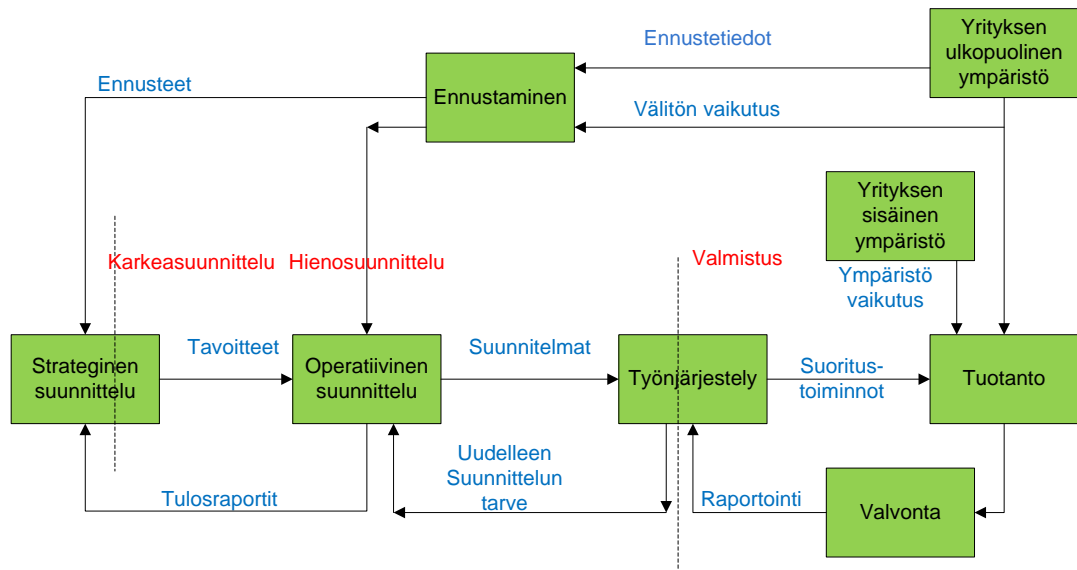 Ennustetiedot
Yrityksen
ulkopuolinen
ympäristö
Ennusteet
Ennustaminen
Välitön vaikutus
Yrityksen
sisäinen
ympäristö
Karkeasuunnittelu
Hienosuunnittelu
Valmistus
Ympäristö
vaikutus
Strateginen
suunnittelu
Tavoitteet
Operatiivinen
suunnittelu
Suunnitelmat
Työnjärjestely
Suoritus-
toiminnot
Tuotanto
Tulosraportit
Uudelleen
Suunnittelun
tarve
Raportointi
Valvonta